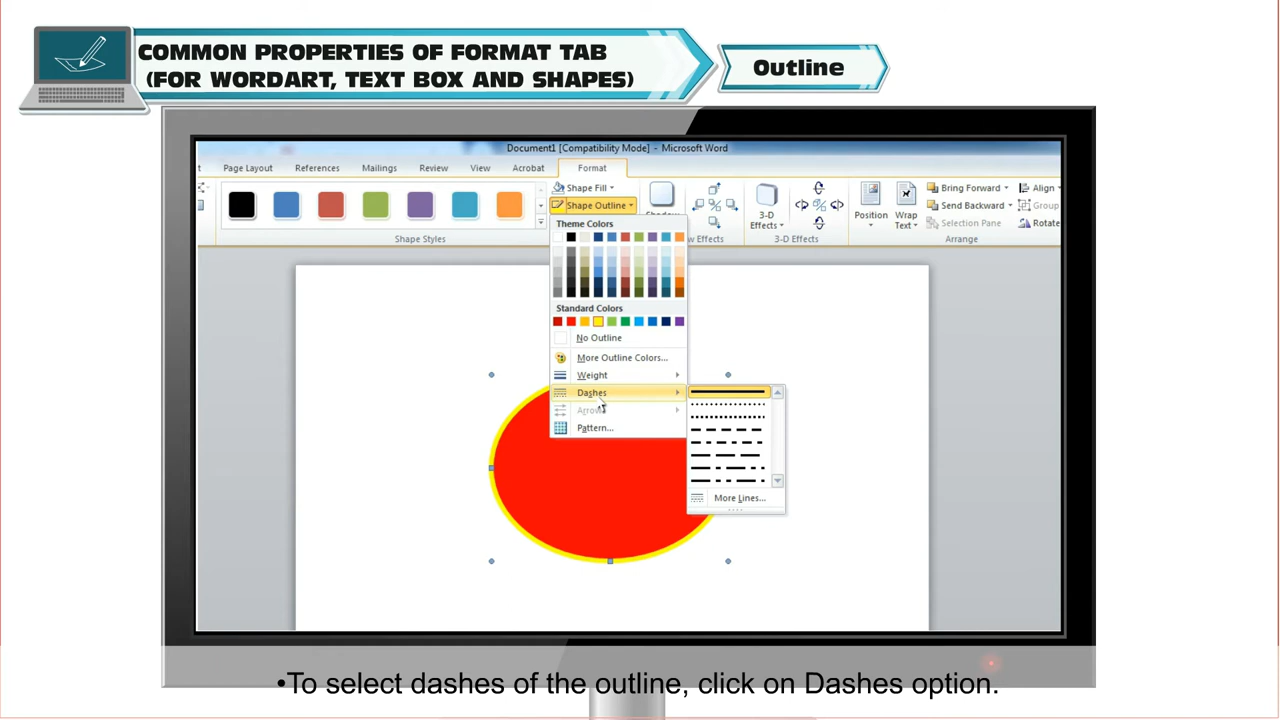 COMMON PROPERTIES OF FORMAT TAB
(FOR WORDART, TEXT BOX AND SHAPES)
Outline
Document1 [Compatibility Mode] - Microsoft Word
Page Layout References Mailings Review View Acrobat Format
Shape Fill
Shape Outline
Bring Forward
Align
Send Backward
Group
Selection Pane
Rotate
3-D
Effects
Position
Wrap
Text
Shape Styles
Effects
3-D Effects
Arrange
Theme Colors
Standard Colors
No Outline
More Outline Colors...
Weight
Dashes
Arrows
Pattern...
More Lines...
•To select dashes of the outline, click on Dashes option.